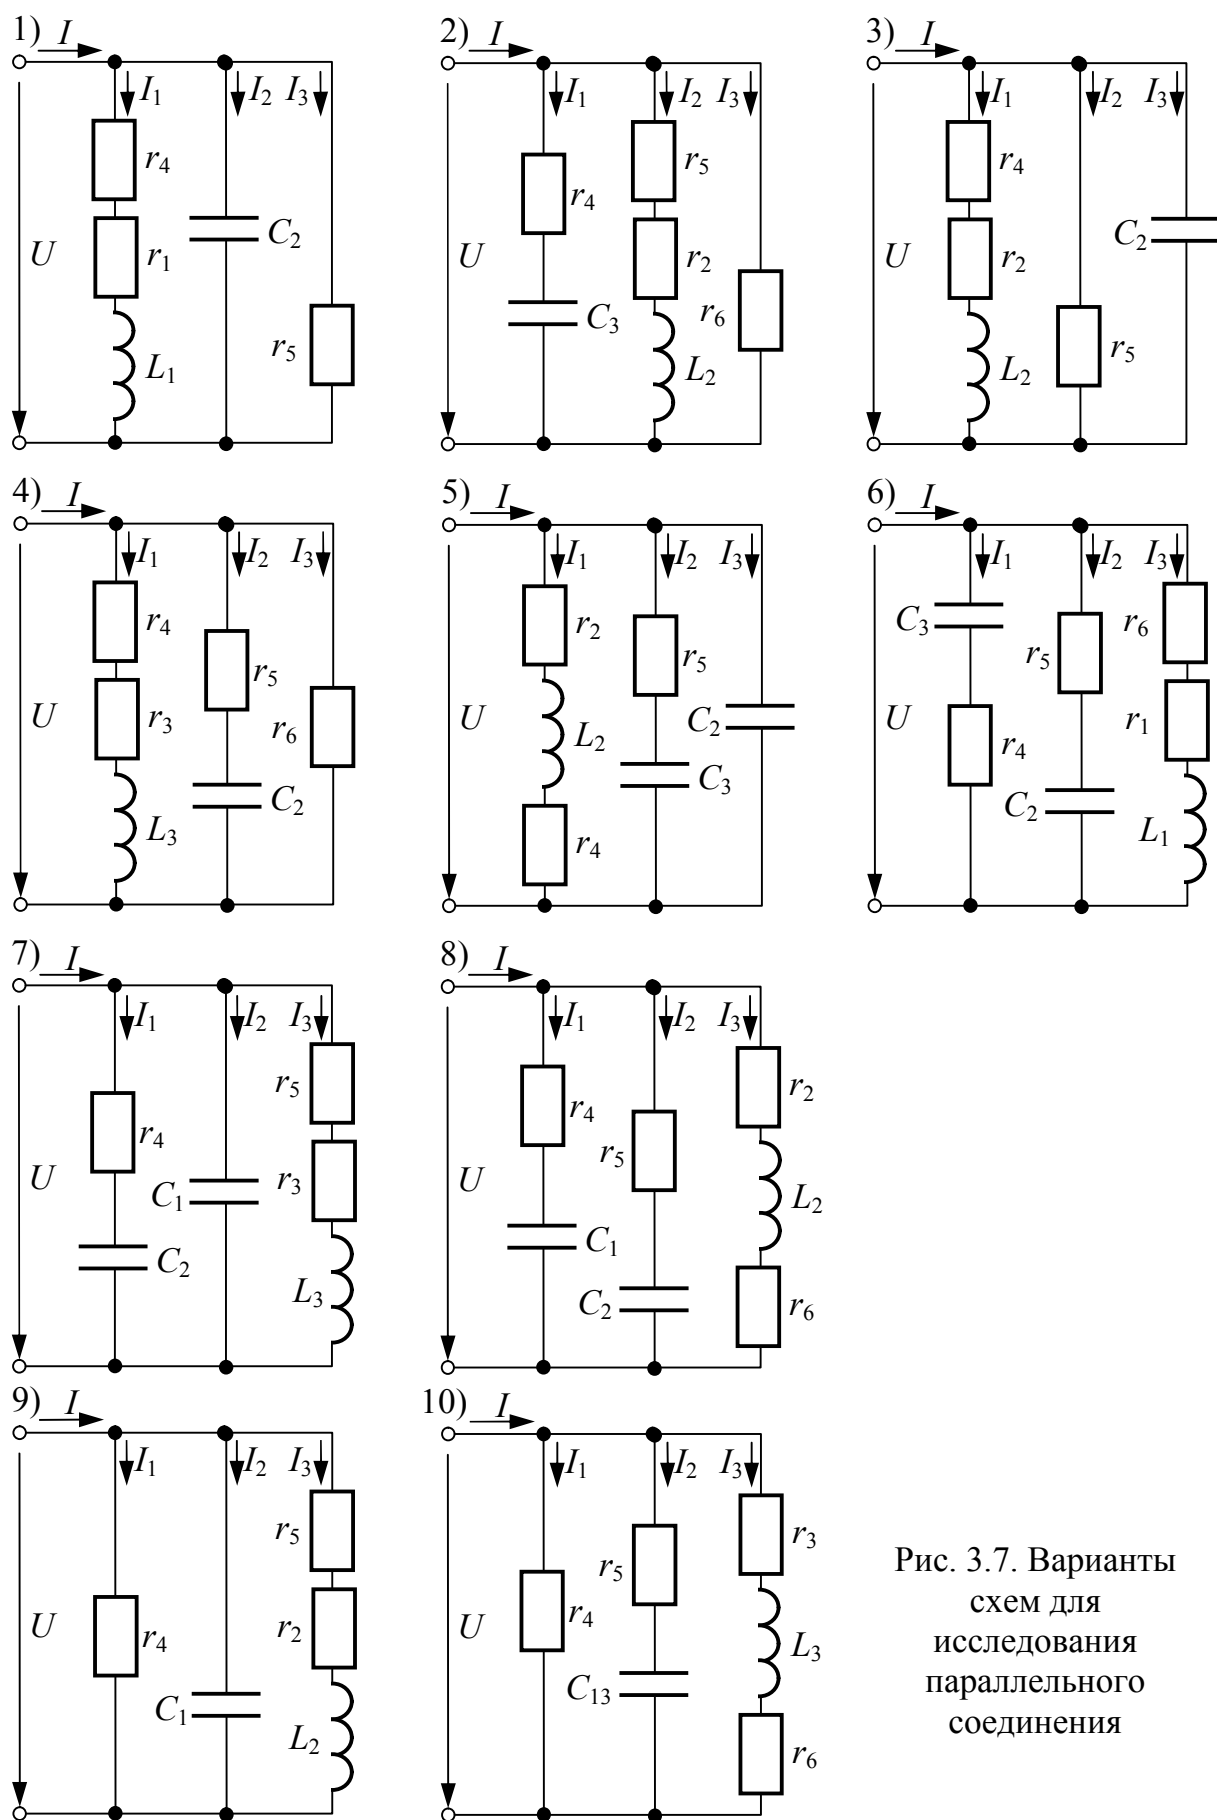 1) I
I₁ I₂ I₃
r₄
r₁
C₂
U
r₅
L₁
2) I
I₁ I₂ I₃
r₅
r₄
r₂
U
C₃
r₆
L₂
3) I
I₁ I₂ I₃
r₄
C₂
r₂
U
r₅
L₂
4) I
I₁ I₂ I₃
r₄
r₅
r₃
r₆
U
C₂
L₃
5) I
I₁ I₂ I₃
r₂
r₅
U
L₂
C₂
C₃
r₄
6) I
I₁ I₂ I₃
C₃
r₆
r₅
U
r₁
r₄
C₂
L₁
7) I
I₁ I₂ I₃
r₅
r₄
U
C₁
r₃
C₂
L₃
8) I
I₁ I₂ I₃
r₂
r₄
r₅
U
L₂
C₁
C₂
r₆
9) I
I₁ I₂ I₃
r₅
U
r₄
r₂
C₁
L₂
10) I
I₁ I₂ I₃
r₃
r₅
U
r₄
L₃
C₁₃
r₆
Рис. 3.7. Варианты
схем для
исследования
параллельного
соединения